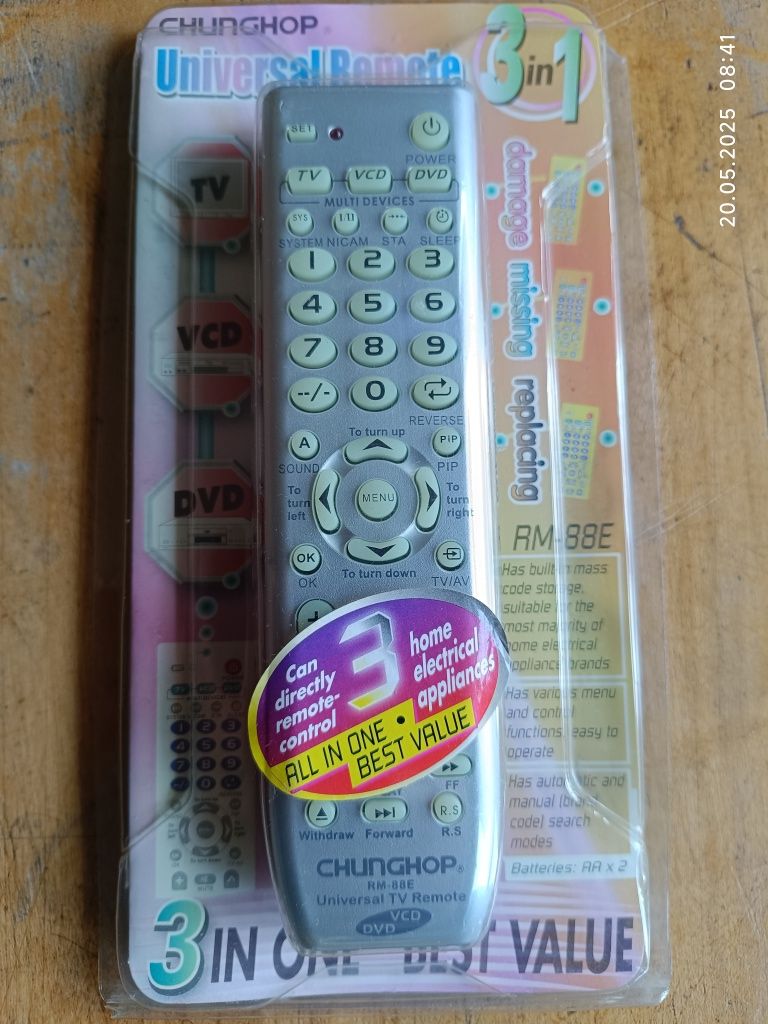 CHUNGHOP
Universal Remote
3 in 1
20.05.2025 08:41
SET
POWER
TV VCD DVD
MULTI DEVICES
SYS I/II
SYSTEM NICAM STA SLEEP
1 2 3
4 5 6
7 8 9
--/- 0
REVERSE
A
SOUND
To turn up
PIP
PIP
To turn left
MENU
To turn right
OK
OK
To turn down
TV/AV
+
Can
directly
remote-
control
3
home
electrical
appliances
ALL IN ONE •
BEST VALUE
FF
R.S
Withdraw Forward R.S
CHUNGHOP®
RM-88E
Universal TV Remote
VCD
DVD
TV
VCD
DVD
damage missing replacing
RM-88E
Has built-in mass
code storage,
suitable for the
most majority of
home electrical
appliance brands
Has various menu
and control
functions, easy to
operate
Has automatic and
manual (brand
code) search
modes
Batteries: AA x 2
3 IN ONE BEST VALUE